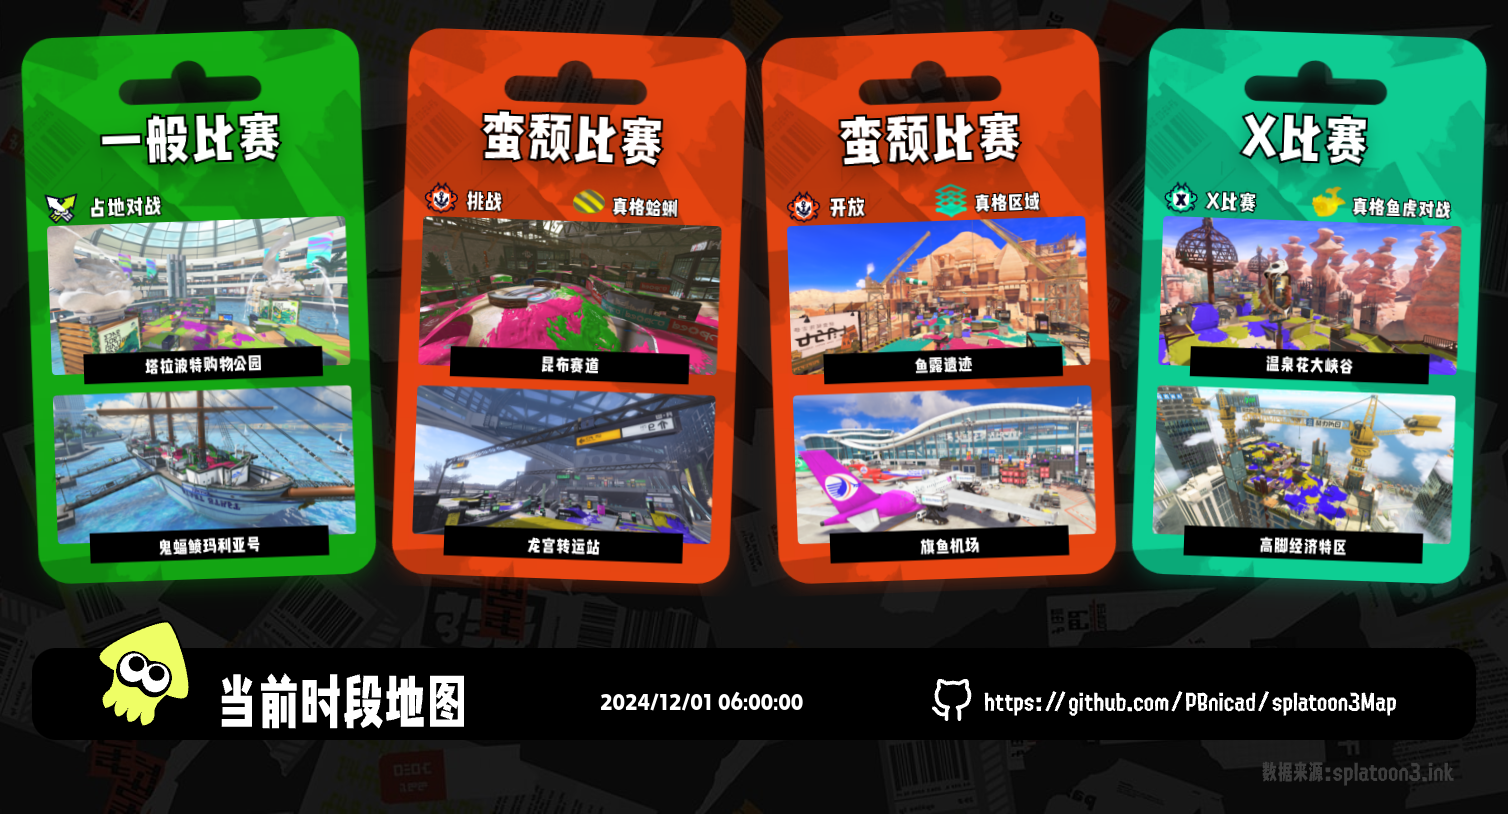 一般比赛
占地对战
塔拉波特购物公园
鬼蝠鲼玛利亚号
蛮颓比赛
挑战
真格蛤蜊
昆布赛道
龙宫转运站
蛮颓比赛
开放
真格区域
鱼露遗迹
旗鱼机场
X比赛
X比赛
真格鱼虎对战
温泉花大峡谷
高脚经济特区
当前时段地图
2024/12/01 06:00:00
https://github.com/PBnicad/splatoon3Map
数据来源:splatoon3.ink